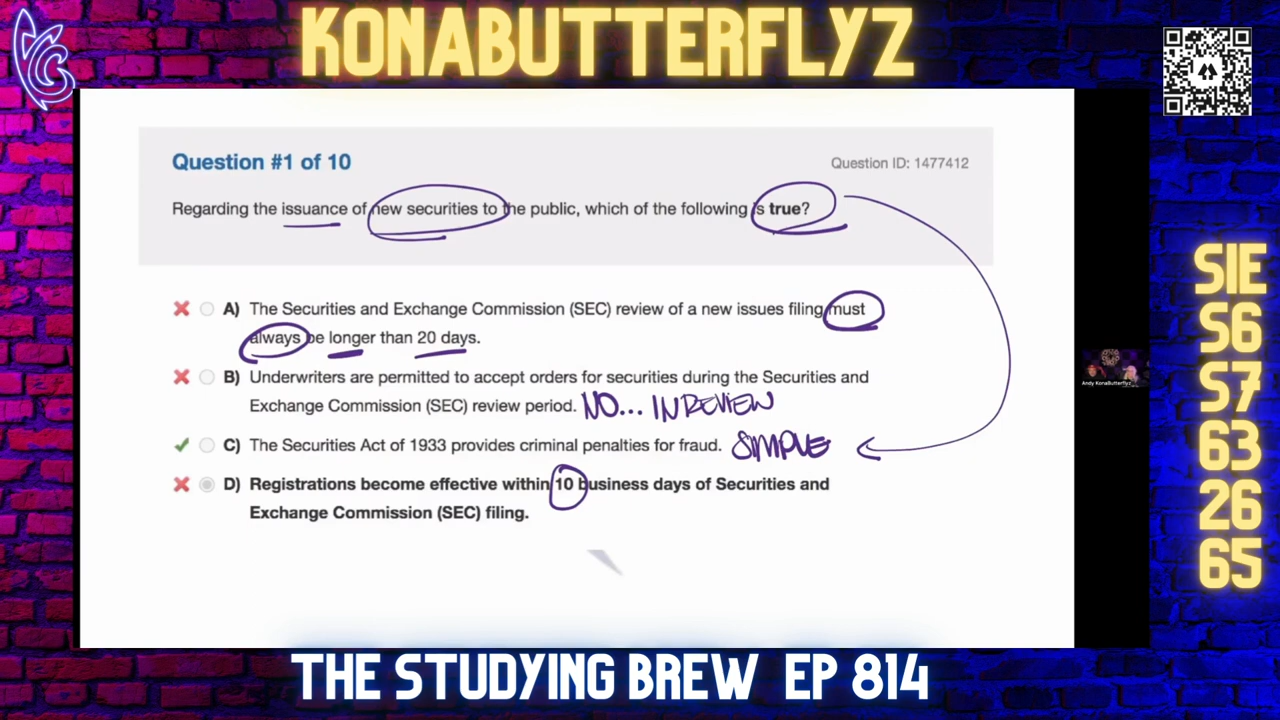 KONABUTTERFLYZ
Question #1 of 10
Question ID: 1477412
Regarding the issuance of new securities to the public, which of the following is true?
A) The Securities and Exchange Commission (SEC) review of a new issues filing must
always be longer than 20 days.
B) Underwriters are permitted to accept orders for securities during the Securities and
Exchange Commission (SEC) review period. NO... IN REVIEW
C) The Securities Act of 1933 provides criminal penalties for fraud. SIMPLE
D) Registrations become effective within 10 business days of Securities and
Exchange Commission (SEC) filing.
Andy KonaButterflyz
SIE
S6
S7
63
26
65
THE STUDYING BREW EP 814